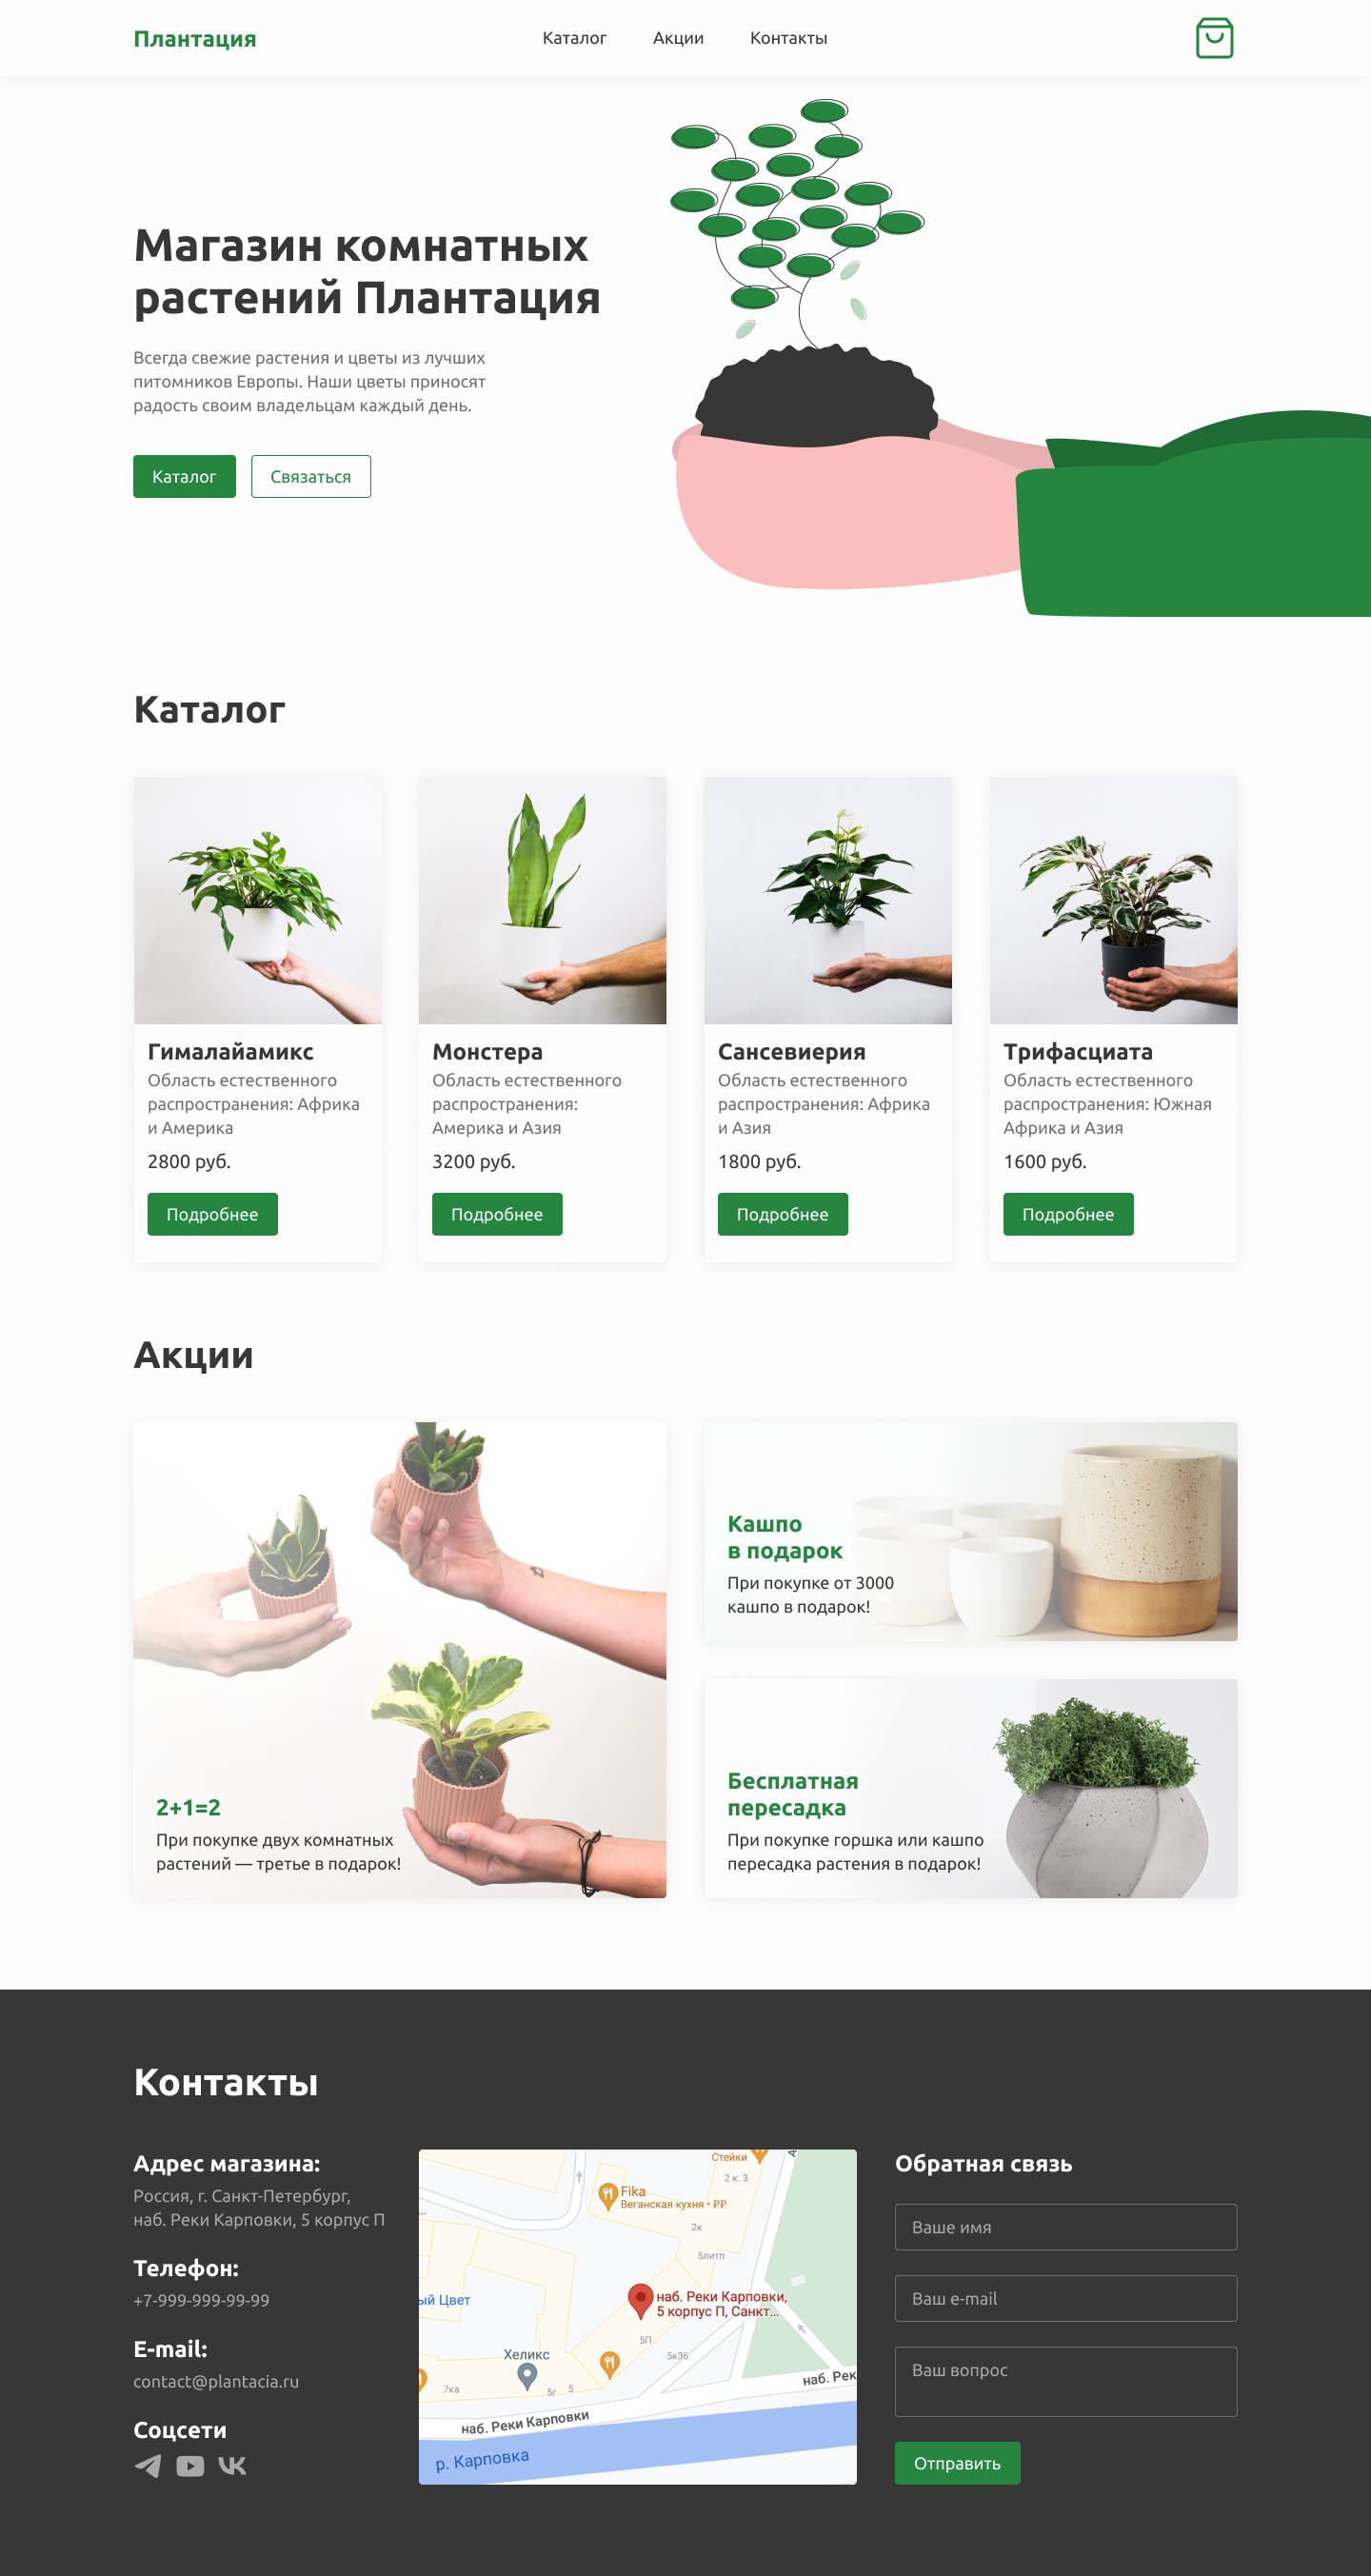 Плантация
Каталог
Акции
Контакты
Магазин комнатных
растений Плантация
Всегда свежие растения и цветы из лучших
питомников Европы. Наши цветы приносят
радость своим владельцам каждый день.
Каталог
Связаться
Каталог
Гималайамикс
Область естественного
распространения: Африка
и Америка
2800 руб.
Подробнее
Монстера
Область естественного
распространения:
Америка и Азия
3200 руб.
Подробнее
Сансевиерия
Область естественного
распространения: Африка
и Азия
1800 руб.
Подробнее
Трифасциата
Область естественного
распространения: Южная
Африка и Азия
1600 руб.
Подробнее
Акции
2+1=2
При покупке двух комнатных
растений — третье в подарок!
Кашпо
в подарок
При покупке от 3000
кашпо в подарок!
Бесплатная
пересадка
При покупке горшка или кашпо
пересадка растения в подарок!
Контакты
Адрес магазина:
Россия, г. Санкт-Петербург,
наб. Реки Карповки, 5 корпус П
Телефон:
+7-999-999-99-99
E-mail:
contact@plantacia.ru
Соцсети
Стейки
2 к. 3
Fika
Веганская кухня • РР
2к
5литп
ый Цвет
наб. Реки Карповки,
5 корпус П, Санкт...
5П
Хеликс
5к36
7ка
5г
5
наб. Рек
наб. Реки Карповки
р. Карповка
Обратная связь
Ваше имя
Ваш e-mail
Ваш вопрос
Отправить